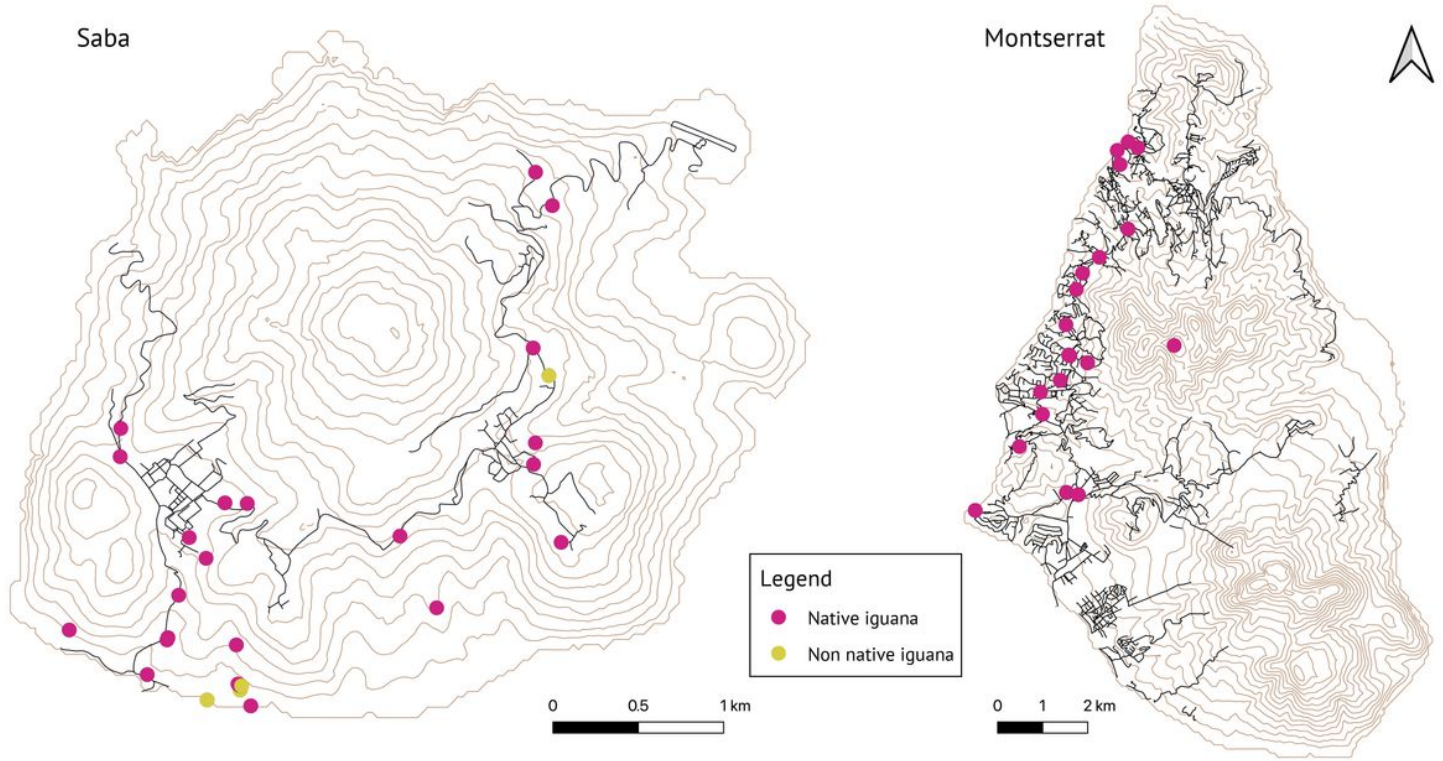 Saba
Montserrat
Legend
Native iguana
Non native iguana
0 0.5 1 km
0 1 2 km